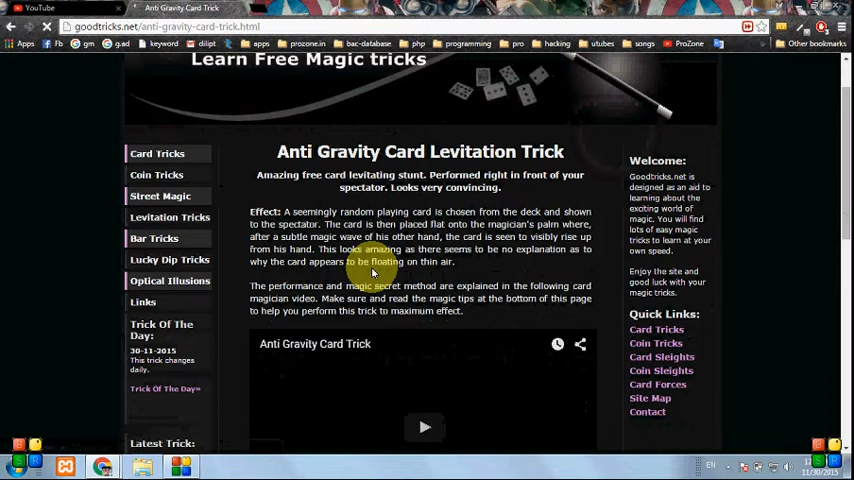 YouTube
Anti Gravity Card Trick
goodtricks.net/anti-gravity-card-trick.html
Apps
gm
g.ad
keyword
dilipt
apps
prozone.in
bac-database
php
programming
pro
hacking
utubes
songs
ProZone
Other bookmarks
Learn Free Magic tricks
Card Tricks
Coin Tricks
Street Magic
Levitation Tricks
Bar Tricks
Lucky Dip Tricks
Optical Illusions
Links
Trick Of The
Day:
30-11-2015
This trick changes
daily.
Trick Of The Day»
Latest Trick:
Anti Gravity Card Levitation Trick
Amazing free card levitating stunt. Performed right in front of your
spectator. Looks very convincing.
Effect: A seemingly random playing card is chosen from the deck and shown
to the spectator. The card is then placed flat onto the magician's palm where,
after a subtle magic wave of his other hand, the card is seen to visibly rise up
from his hand. This looks amazing as there seems to be no explanation as to
why the card appears to be floating on thin air.
The performance and magic secret method are explained in the following card
magician video. Make sure and read the magic tips at the bottom of this page
to help you perform this trick to maximum effect.
Anti Gravity Card Trick
Welcome:
Goodtricks.net is
designed as an aid to
learning about the
exciting world of
magic. You will find
lots of easy magic
tricks to learn at your
own speed.
Enjoy the site and
good luck with your
magic tricks.
Quick Links:
Card Tricks
Coin Tricks
Card Sleights
Coin Sleights
Card Forces
Site Map
Contact
S
R
EN
11/30/2015
S
R